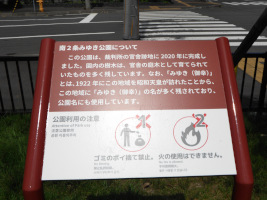 南2条みゆき公園について
この公園は、裁判所の官舎跡地に 2020 年に完成し
ました。園内の樹木は、官舎の庭木として育てられて
いたものを多く残しています。なお、「みゆき（御幸）」
とは、1922 年にこの地域を昭和天皇が訪れたことから、
この地域に「みゆき（御幸）」の名が多く残されており、
公園名にも使用しています。
公園利用の注意
Attention of Park use
ゴミのポイ捨て禁止。
火の使用はできません。